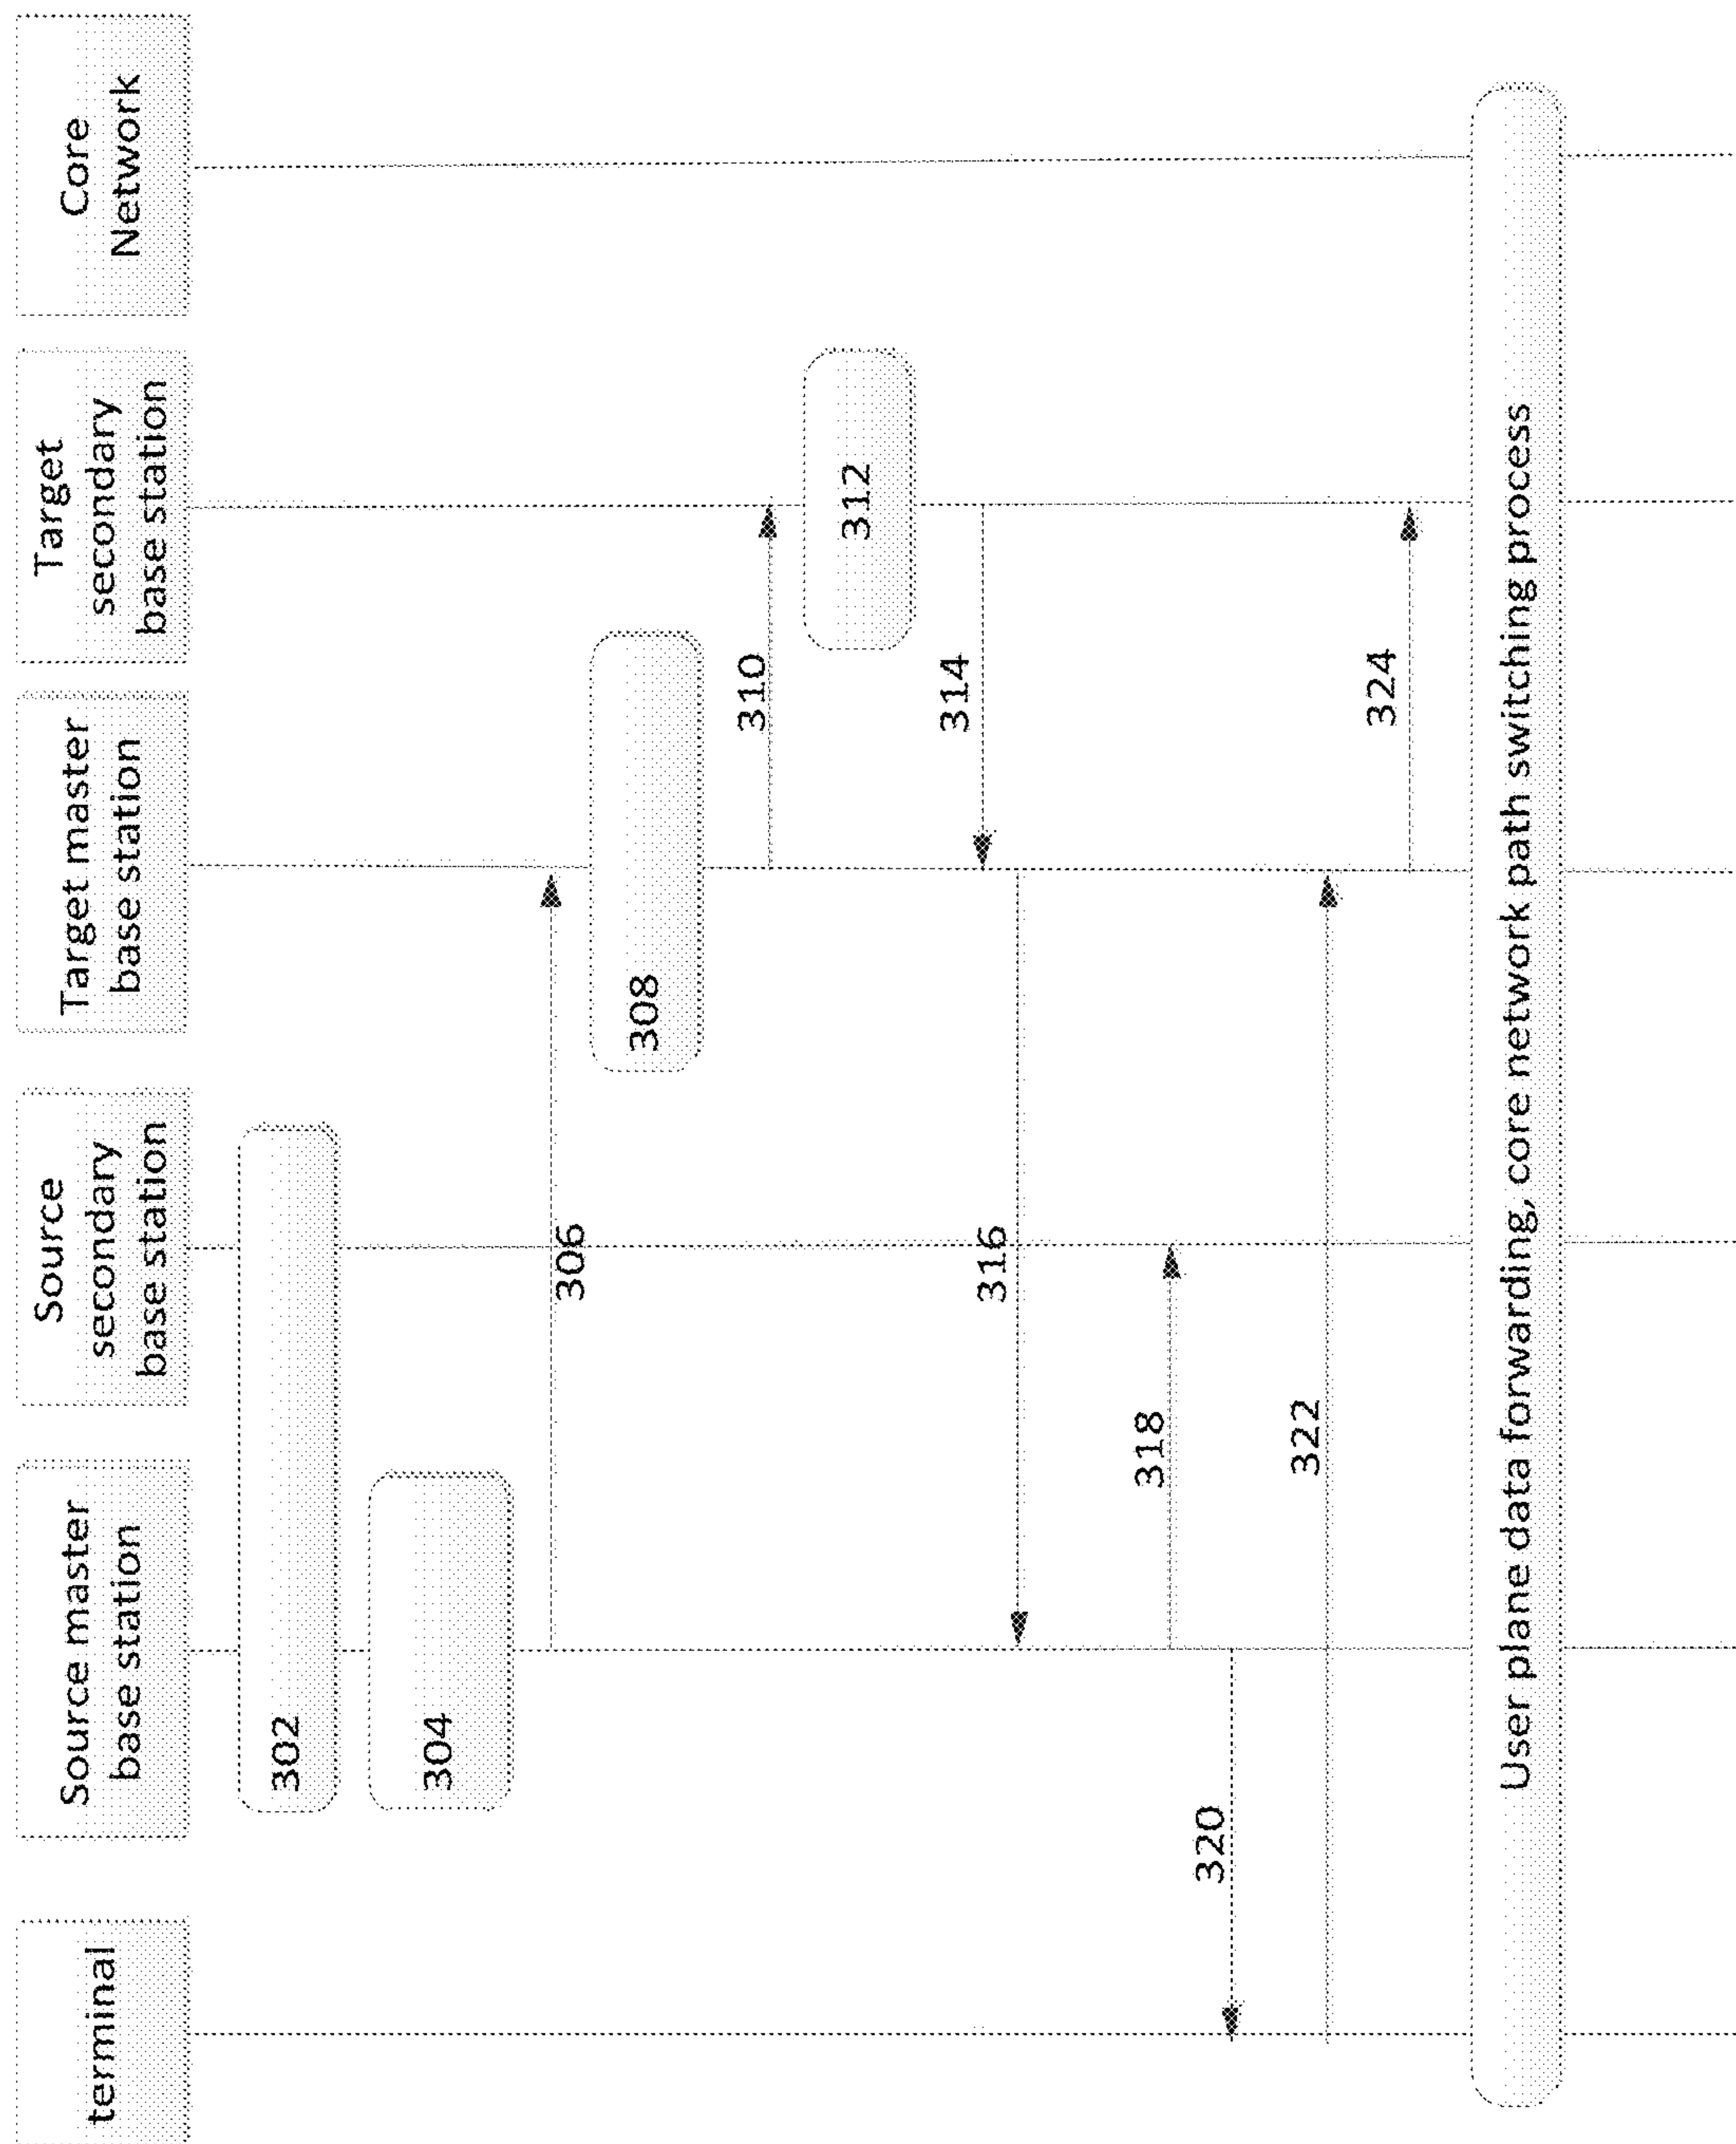 terminal
Source master
base station
Source
secondary
base station
Target master
base station
Target
secondary
base station
Core
Network
302
304
306
308
310
312
314
316
318
320
322
324
User plane data forwarding, core network path switching process